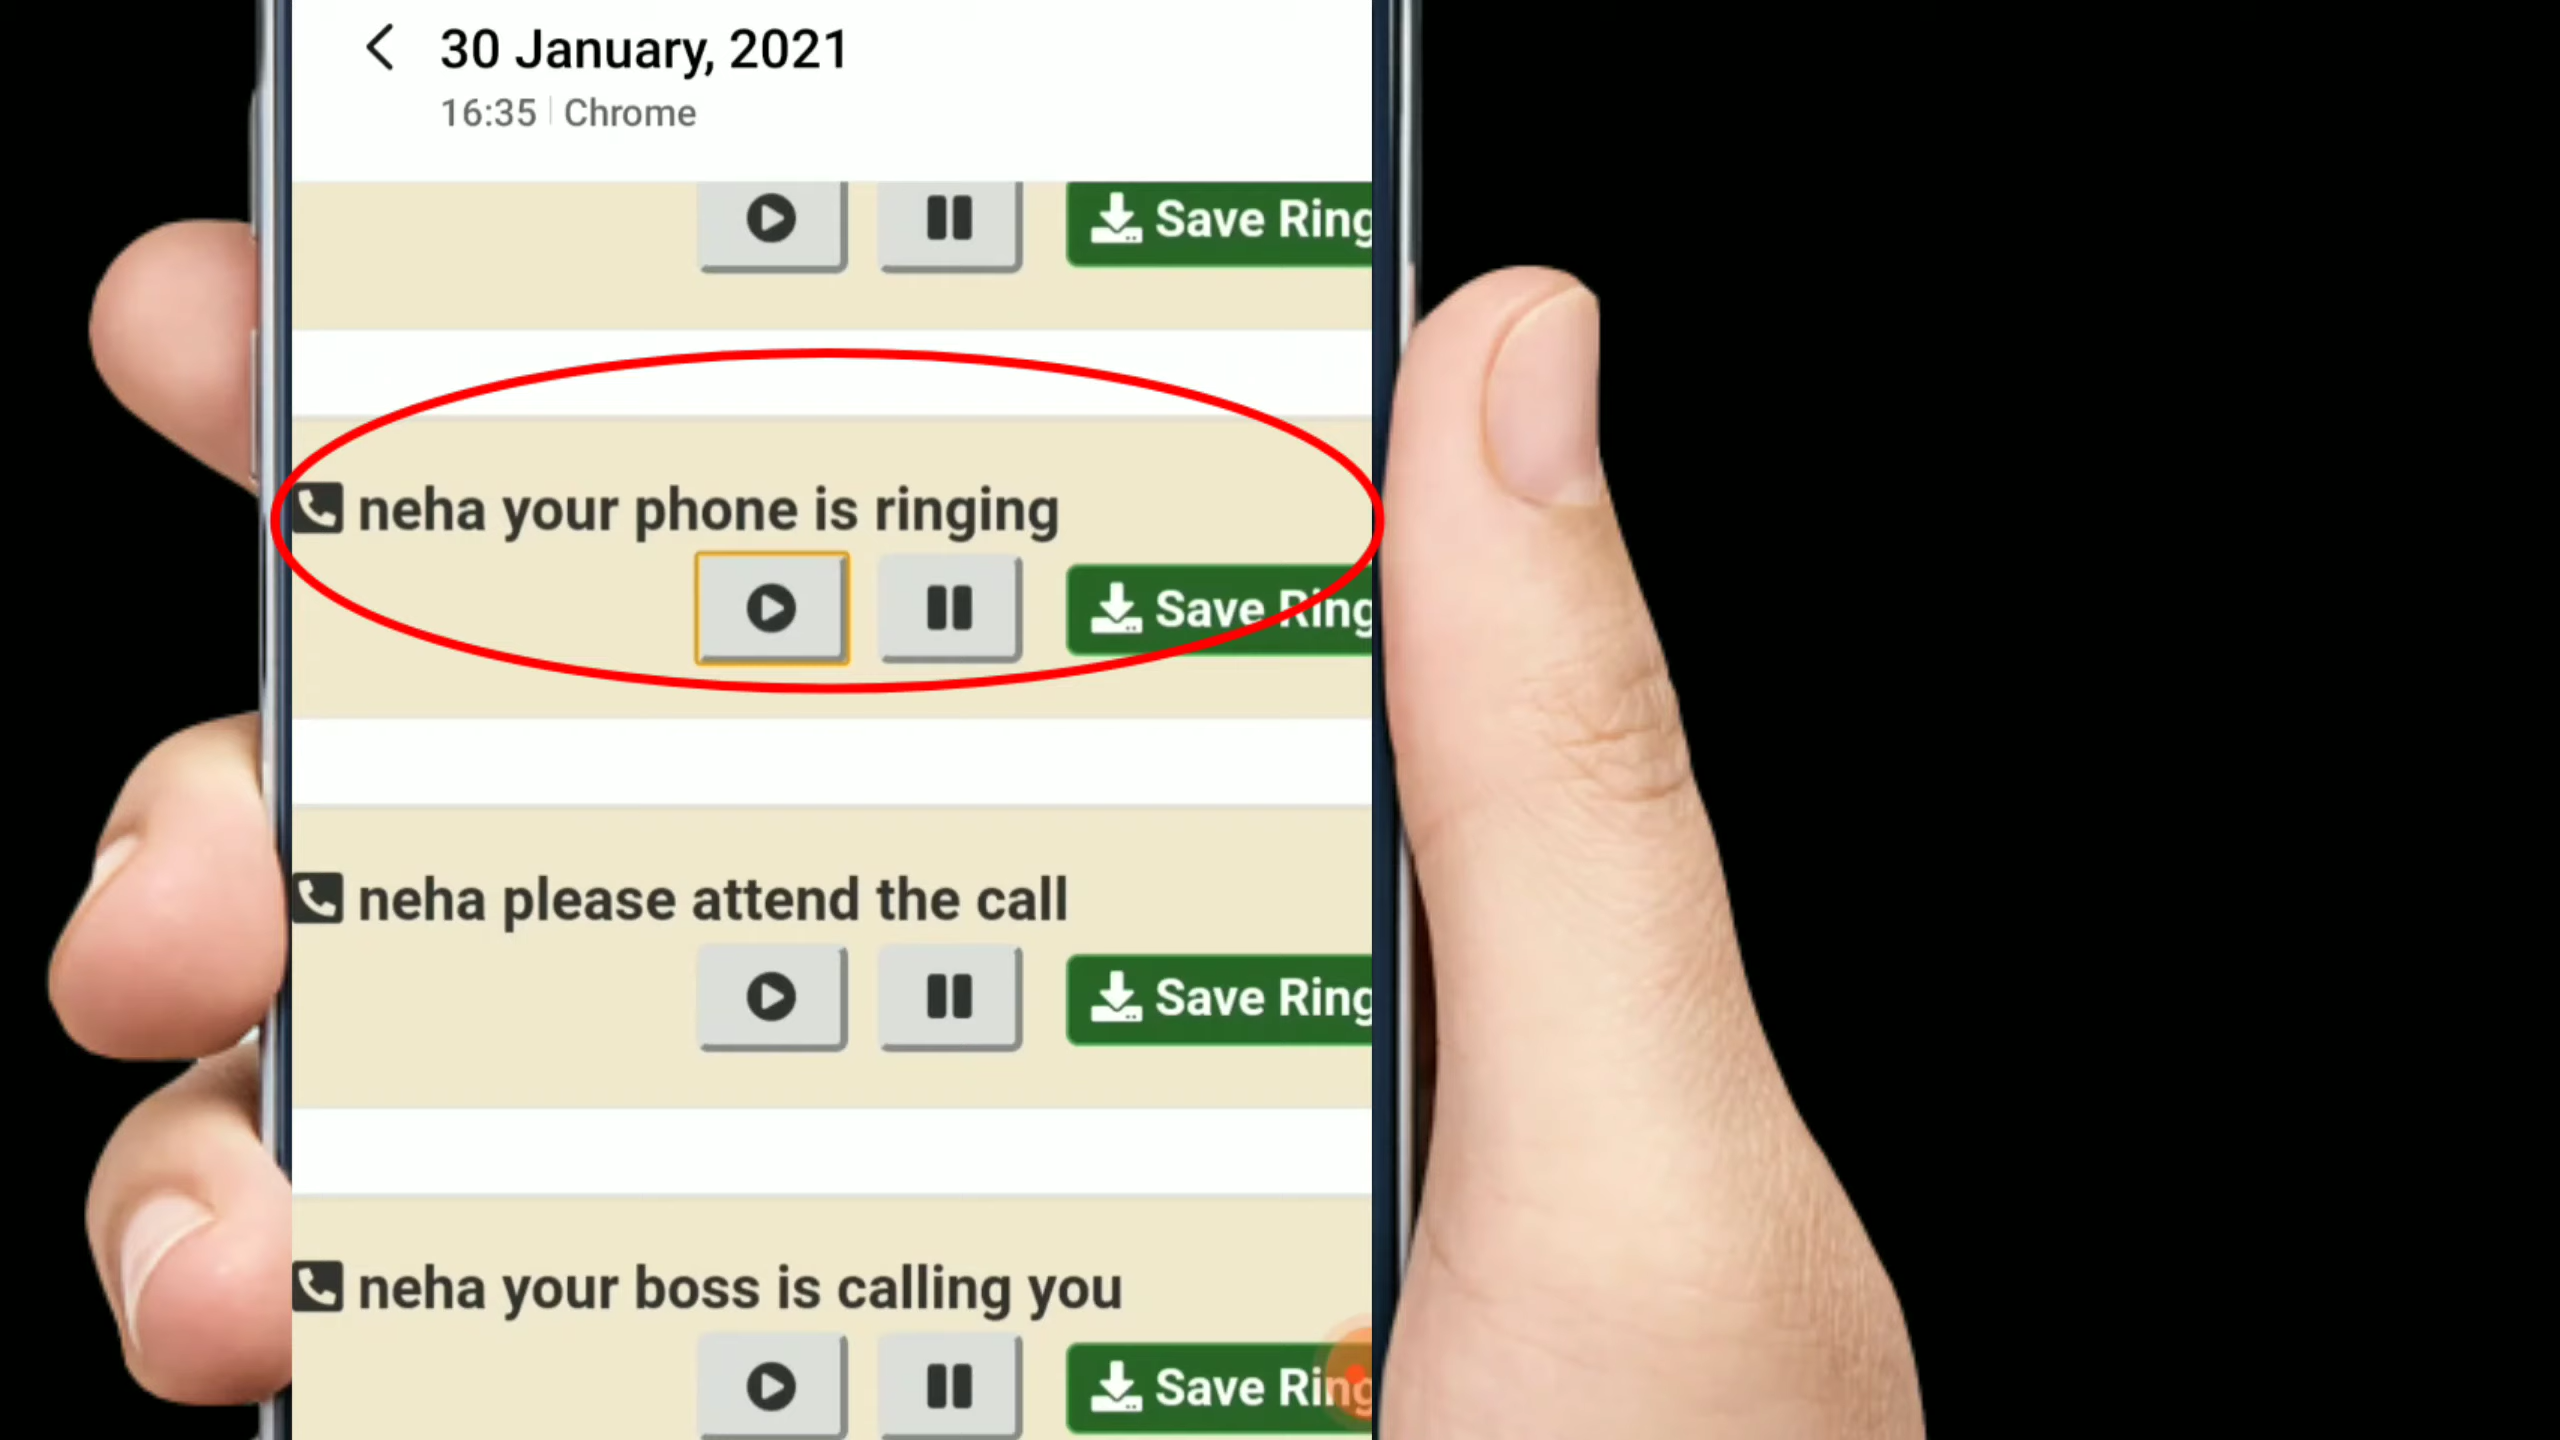 30 January, 2021
16:35 | Chrome
Save Ring
neha your phone is ringing
Save Ring
neha please attend the call
Save Ring
neha your boss is calling you
Save Ring